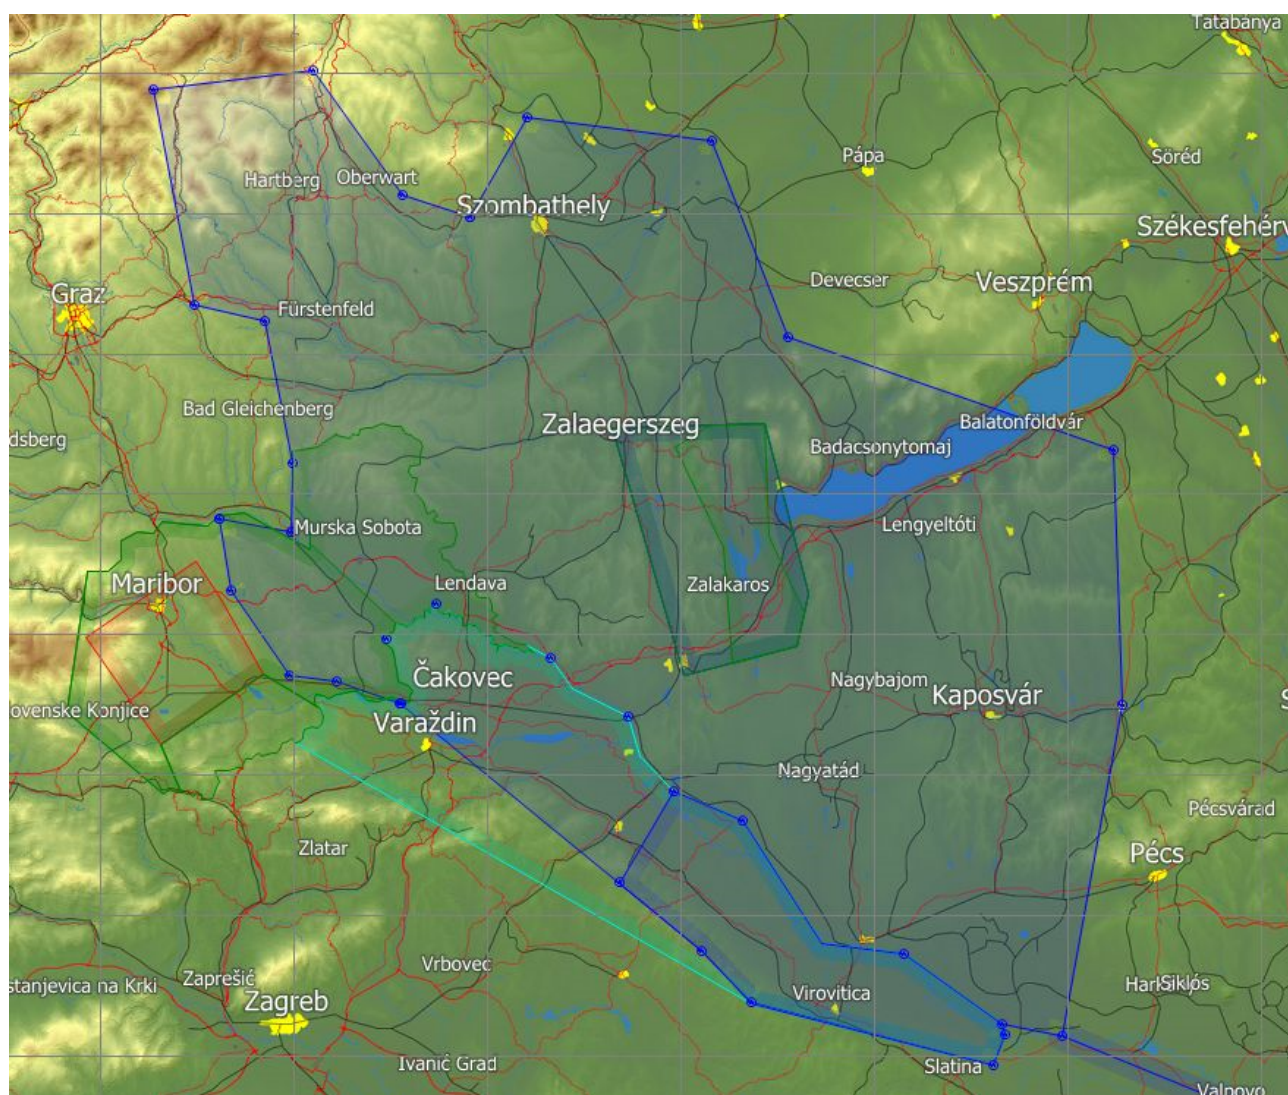 Tatabánya
Pápa
Söréd
Hartberg
Oberwart
Szombathely
Székesfehérv
Devecser
Veszprém
Graz
Fürstenfeld
Bad Gleichenberg
Zalaegerszeg
Balatonföldvár
dsberg
Badacsonytomaj
Murska Sobota
Lengyeltóti
Maribor
Lendava
Zalakaros
Čakovec
Nagybajom
Kaposvár
S
ovenske Konjice
Varaždin
Nagyatád
Pécsvárad
Zlatar
Pécs
Vrbovec
Zaprešić
stanjevica na Krki
Virovitica
Siklós
Zagreb
Ivanić Grad
Slatina
Valpovo